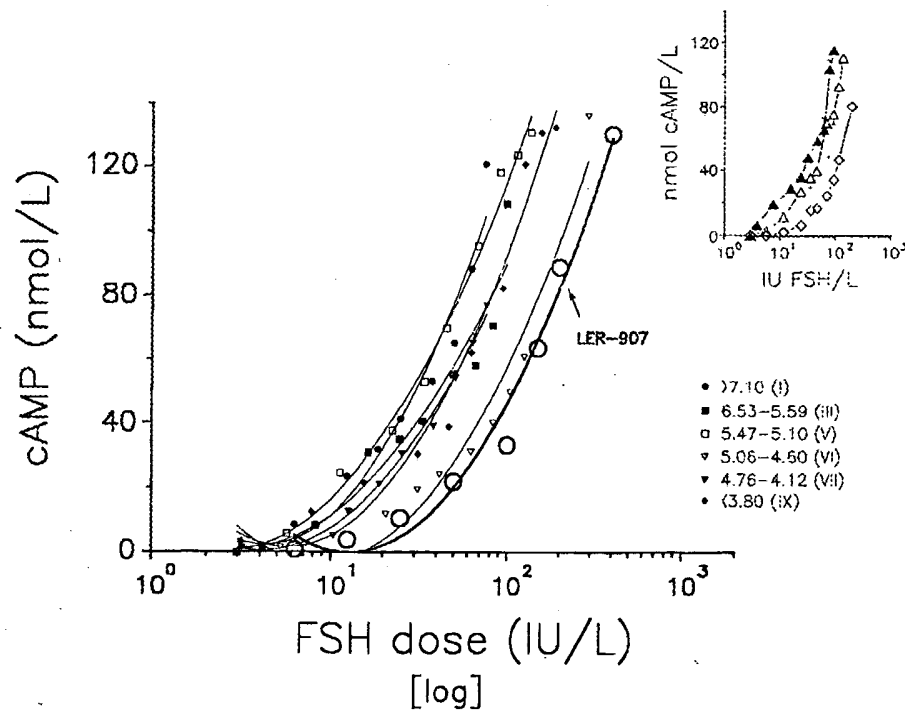 120
80
40
0
nmol cAMP/L
10⁰ 10¹ 10² 10³
IU FSH/L
120
80
40
0
cAMP (nmol/L)
LER-907
10⁰ 10¹ 10² 10³
FSH dose (IU/L)
[log]
>7.10 (I)
6.53-5.59 (III)
5.47-5.10 (V)
5.06-4.60 (VI)
4.76-4.12 (VII)
<3.80 (IX)